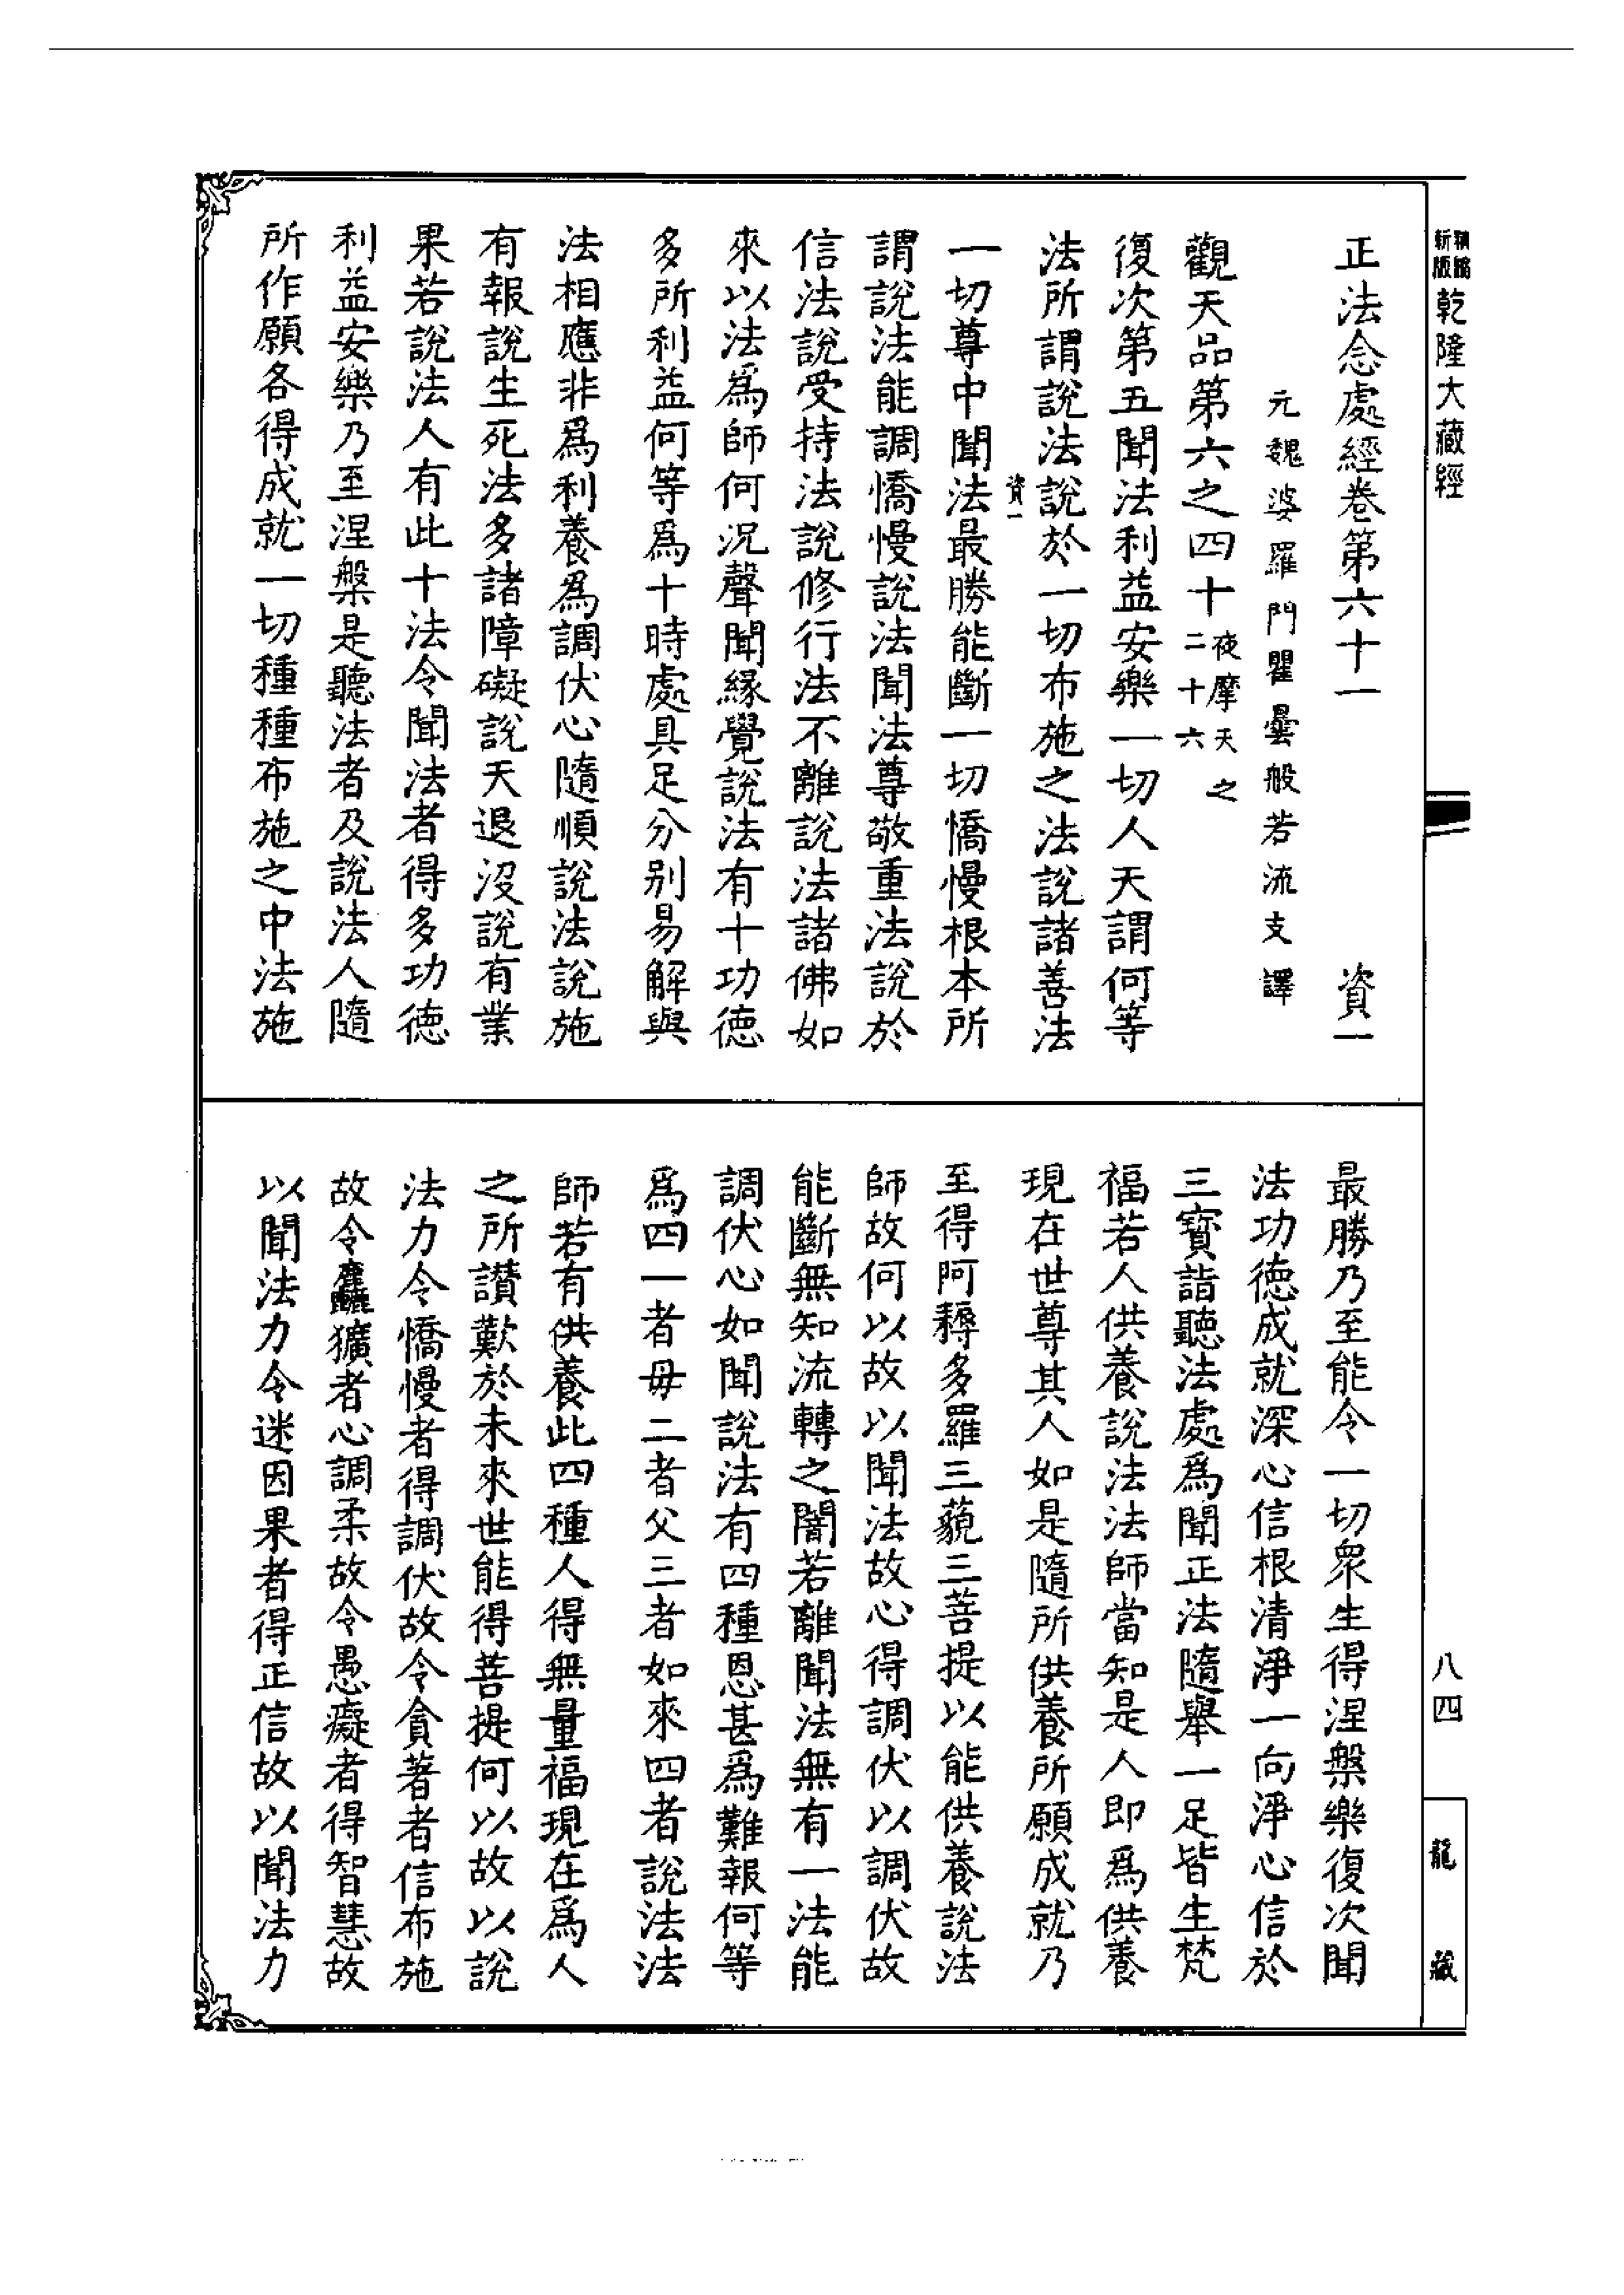 新版
乾隆大藏經
正法念處經卷第六十一 資一
元魏婆羅門瞿曇般若流支譯
觀天品第六之四十夜摩天之二十六
復次第五聞法利益安樂一切人天謂何等
法所謂說法說於一切布施之法說諸善法
資一
一切尊中聞法最勝能斷一切憍慢根本所
謂說法能調憍慢說法聞法尊敬重法說於
信法說受持法說修行法不離說法諸佛如
來以法爲師何況聲聞緣覺說法有十功德
多所利益何等爲十時處具足分別易解與
法相應非爲利養爲調伏心隨順說法說施
有報說生死法多諸障礙說天退沒說有業
果若說法人有此十法令聞法者得多功德
利益安樂乃至涅槃是聽法者及說法人隨
所作願各得成就一切種種布施之中法施
最勝乃至能令一切眾生得涅槃樂復次聞
法功德成就深心信根清淨一向淨心信於
三寶詣聽法處爲聞正法隨舉一足皆生梵
福若人供養說法法師當知是人即爲供養
現在世尊其人如是隨所供養所願成就乃
至得阿耨多羅三藐三菩提以能供養說法
師故何以故以聞法故心得調伏以調伏故
能斷無知流轉之闇若離聞法無有一法能
調伏心如聞說法有四種恩甚爲難報何等
爲四一者毋二者父三者如來四者說法法
師若有供養此四種人得無量福現在爲人
之所讚歎於未來世能得菩提何以故以說
法力令憍慢者得調伏故令貪著者信布施
故令麤獷者心調柔故令愚癡者得智慧故
以聞法力令迷因果者得正信故以聞法力
八四
龍藏